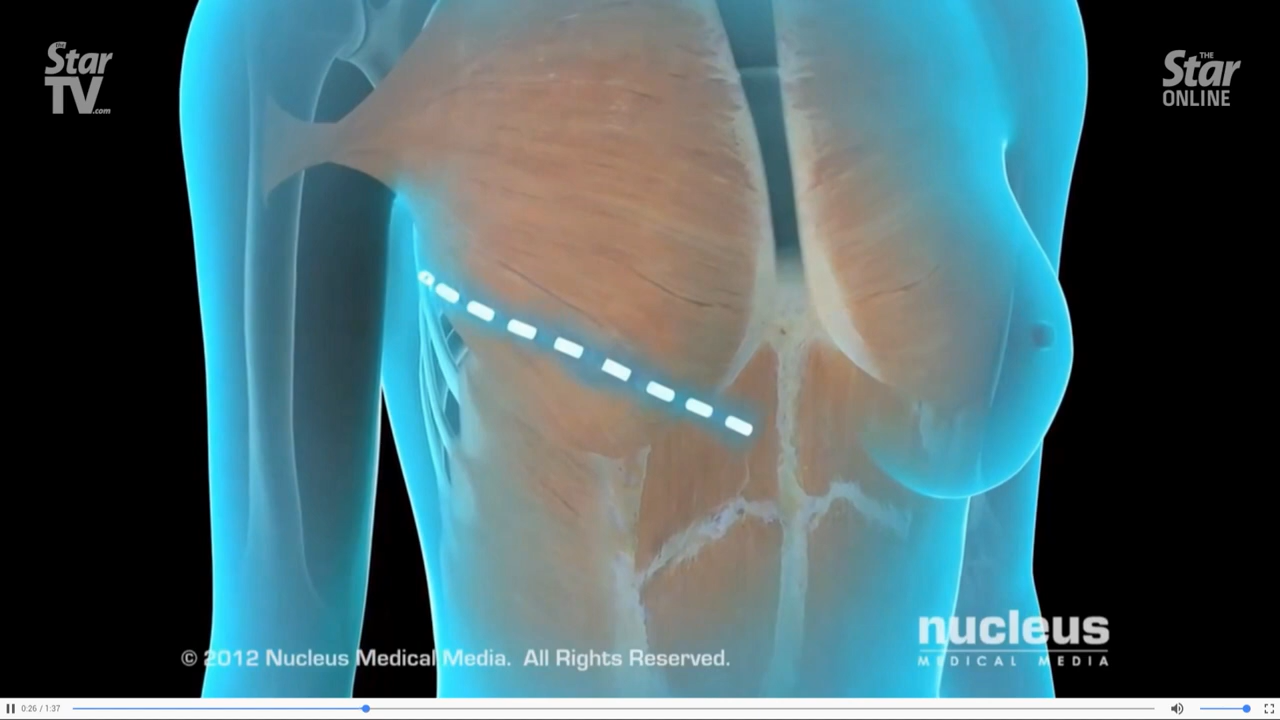 THE
Star
TV.com
THE
Star
ONLINE
nucleus
MEDICAL MEDIA
© 2012 Nucleus Medical Media. All Rights Reserved.
0:26 / 1:37